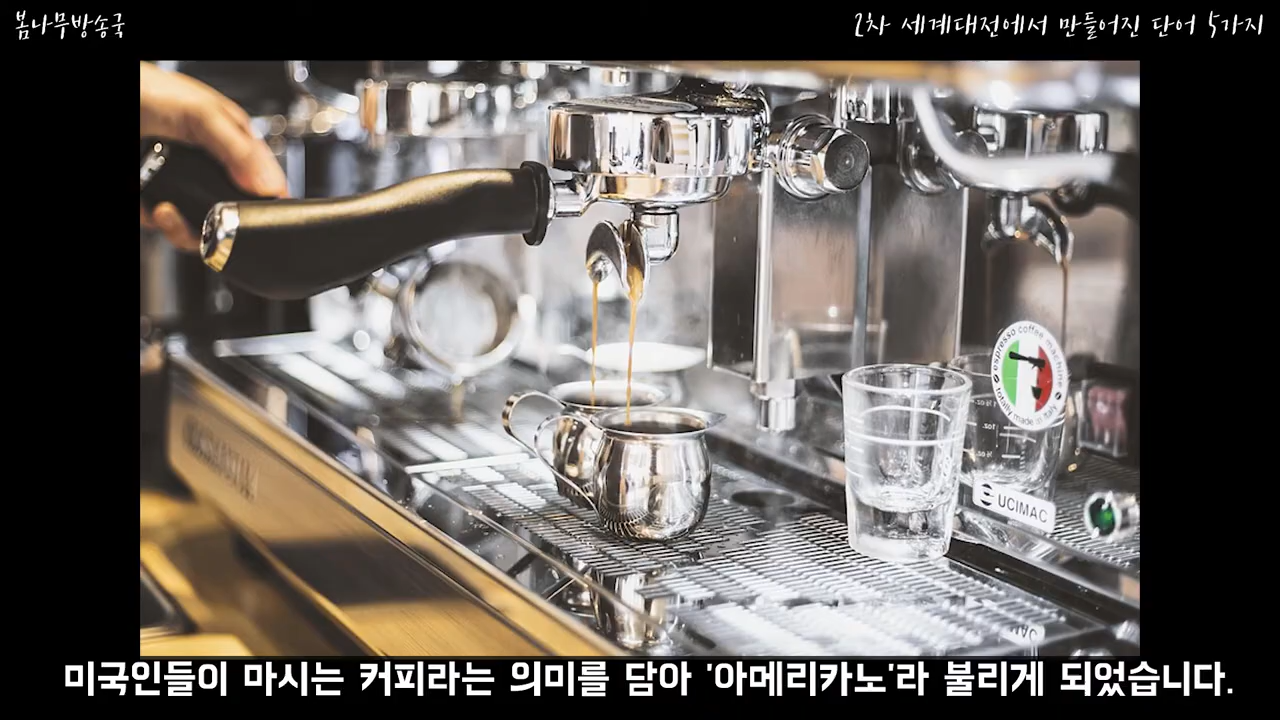 봄나무방송국
2차 세계대전에서 만들어진 단어 5가지
espresso coffee machine
totally made in italy
UCIMAC
미국인들이 마시는 커피라는 의미를 담아 '아메리카노'라 불리게 되었습니다.